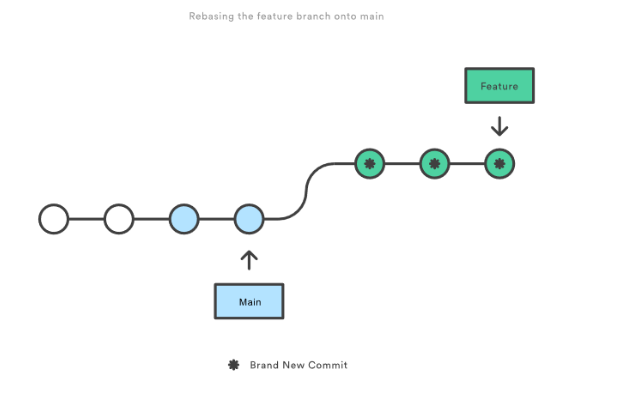 Rebasing the feature branch onto main
Feature
Main
Brand New Commit